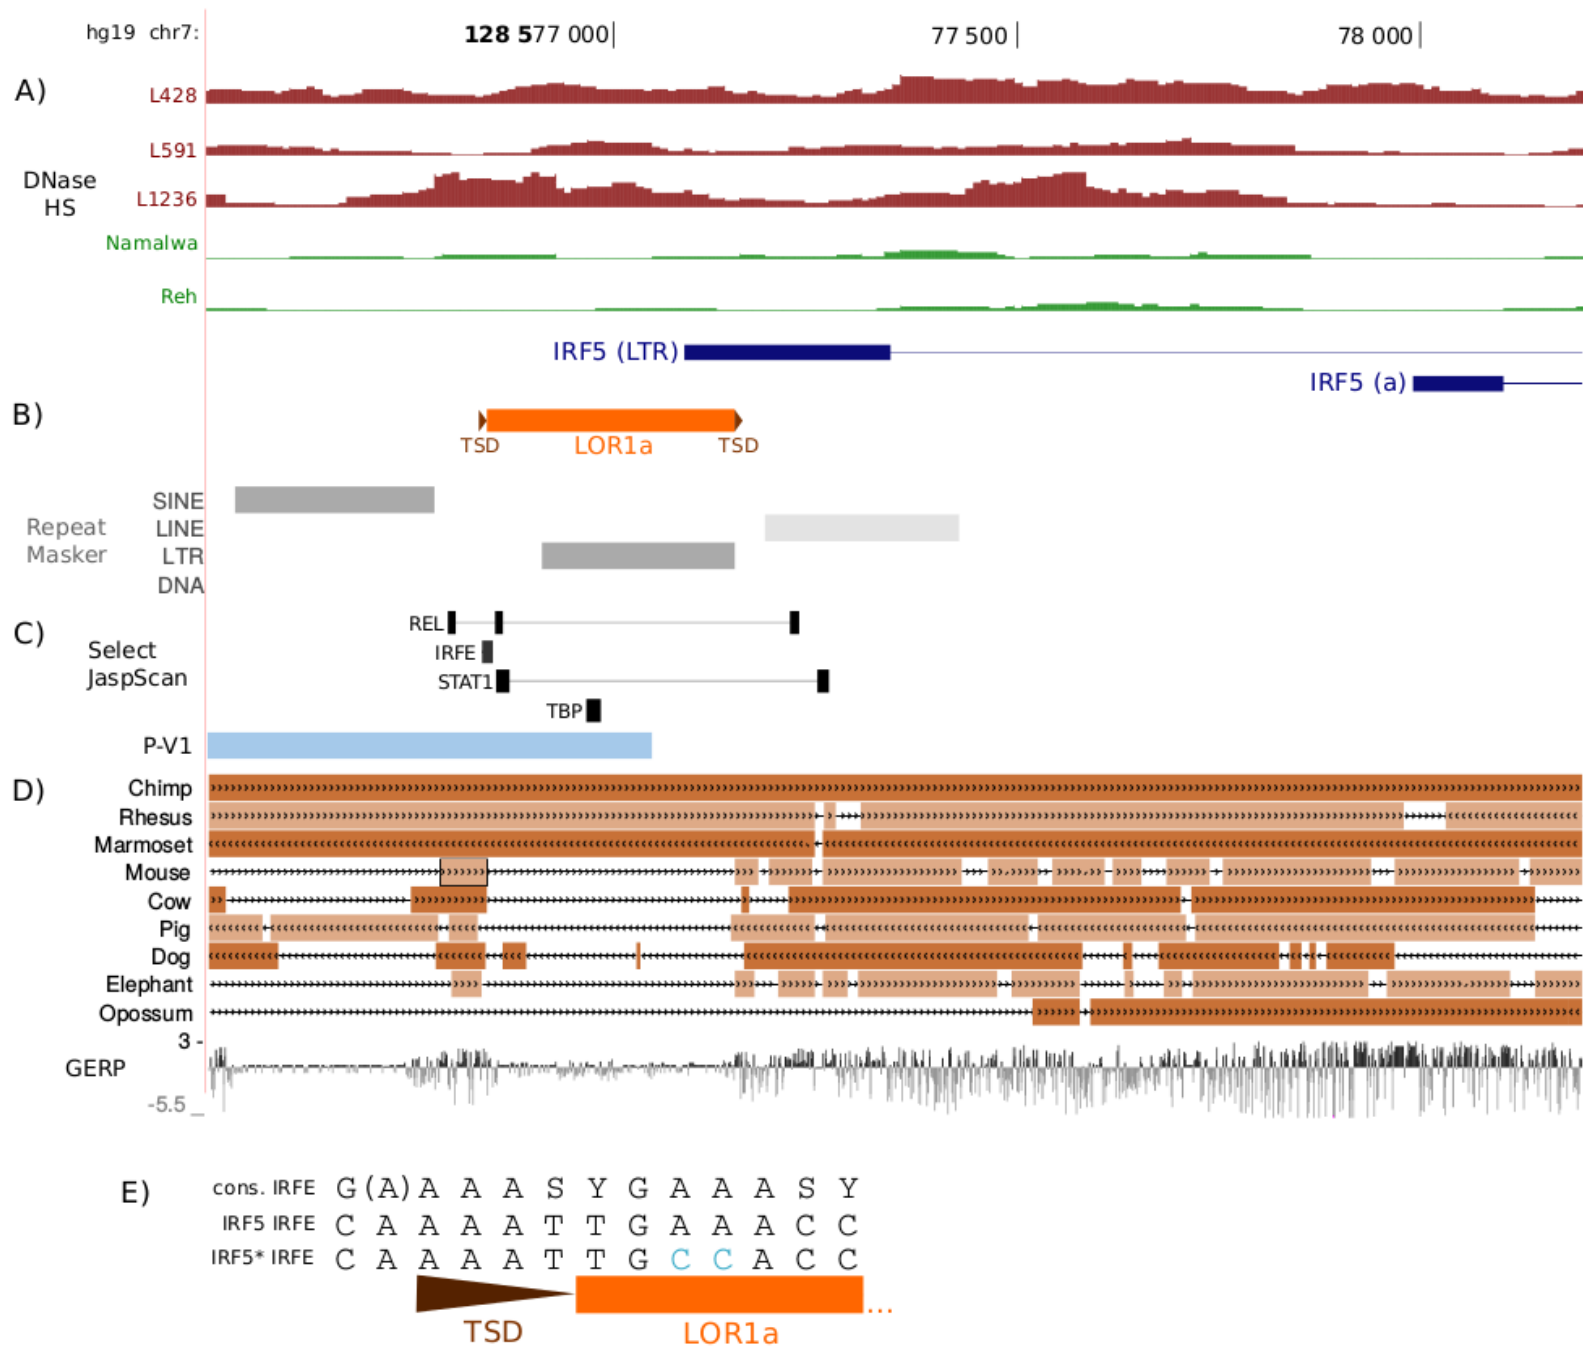 hg19 chr7: 128 577 000| 77 500| 78 000|
A)
L428
L591
DNase
HS
L1236
Namalwa
Reh
IRF5 (LTR)
IRF5 (a)
B)
TSD LOR1a TSD
SINE
Repeat LINE
Masker LTR
DNA
C)
REL
Select
JaspScan
IRFE
STAT1
TBP
P-V1
D)
Chimp
Rhesus
Marmoset
Mouse
Cow
Pig
Dog
Elephant
Opossum
3 -
GERP
-5.5 _
E)
cons. IRFE G (A) A A A S Y G A A A S Y
IRF5 IRFE C A A A A T T G A A A C C
IRF5* IRFE C A A A A T T G C C A C C
...
TSD LOR1a